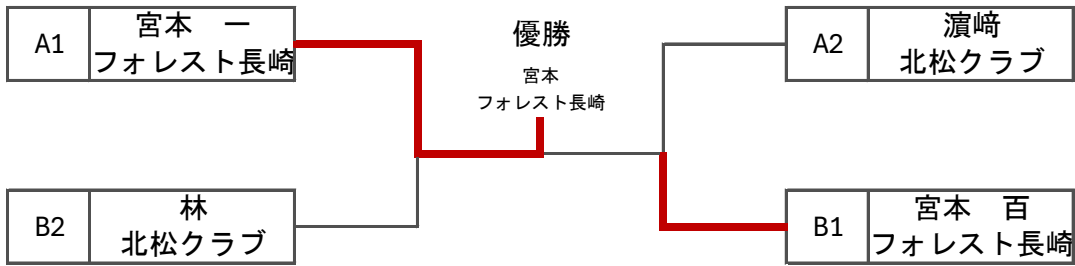 A1
宮本　一
フォレスト長崎
優勝
宮本
フォレスト長崎
A2
濵﨑
北松クラブ
B2
林
北松クラブ
B1
宮本　百
フォレスト長崎